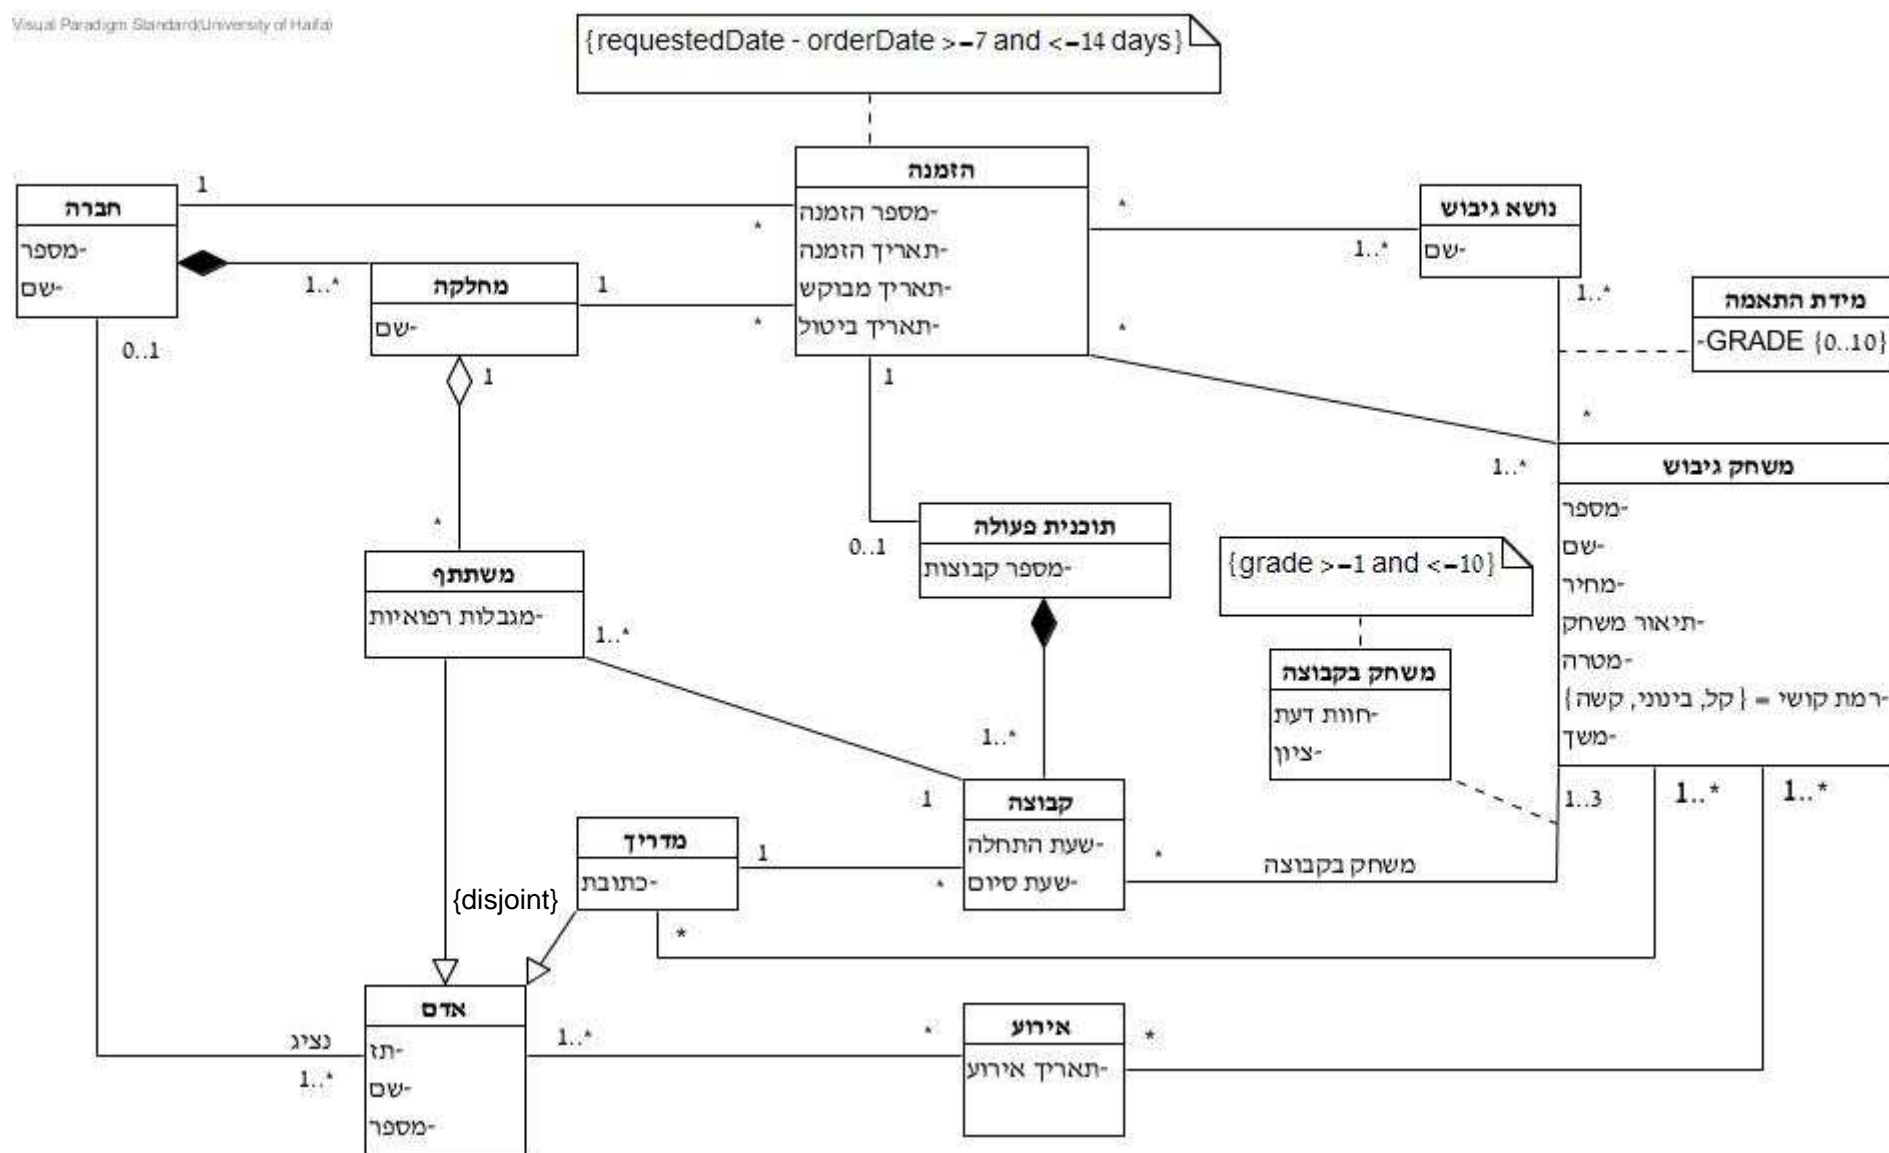 Visual Paradigm Standard(University of Haifa)
{requestedDate - orderDate >–7 and <–14 days}
הזמנה
-מספר הזמנה
-תאריך הזמנה
-תאריך מבוקש
-תאריך ביטול
חברה
-מספר
-שם
1
*
נושא גיבוש
-שם
*
1..*
מחלקה
-שם
1..*
1
*
0..1
1
1..*
מידת התאמה
-GRADE {0..10}
*
*
1..*
1
0..1
משחק גיבוש
-מספר
-שם
-מחיר
-תיאור משחק
-מטרה
-רמת קושי = {קל, בינוני, קשה}
-משך
תוכנית פעולה
-מספר קבוצות
{grade >–1 and <–10}
*
משתתף
-מגבלות רפואיות
1..*
משחק בקבוצה
-חוות דעת
-ציון
1..*
1
קבוצה
-שעת התחלה
-שעת סיום
1..3
1..*
1..*
מדריך
-כתובת
1
*
*
משחק בקבוצה
{disjoint}
*
אדם
-תז
-שם
-מספר
נציג
1..*
1..*
*
אירוע
-תאריך אירוע
*